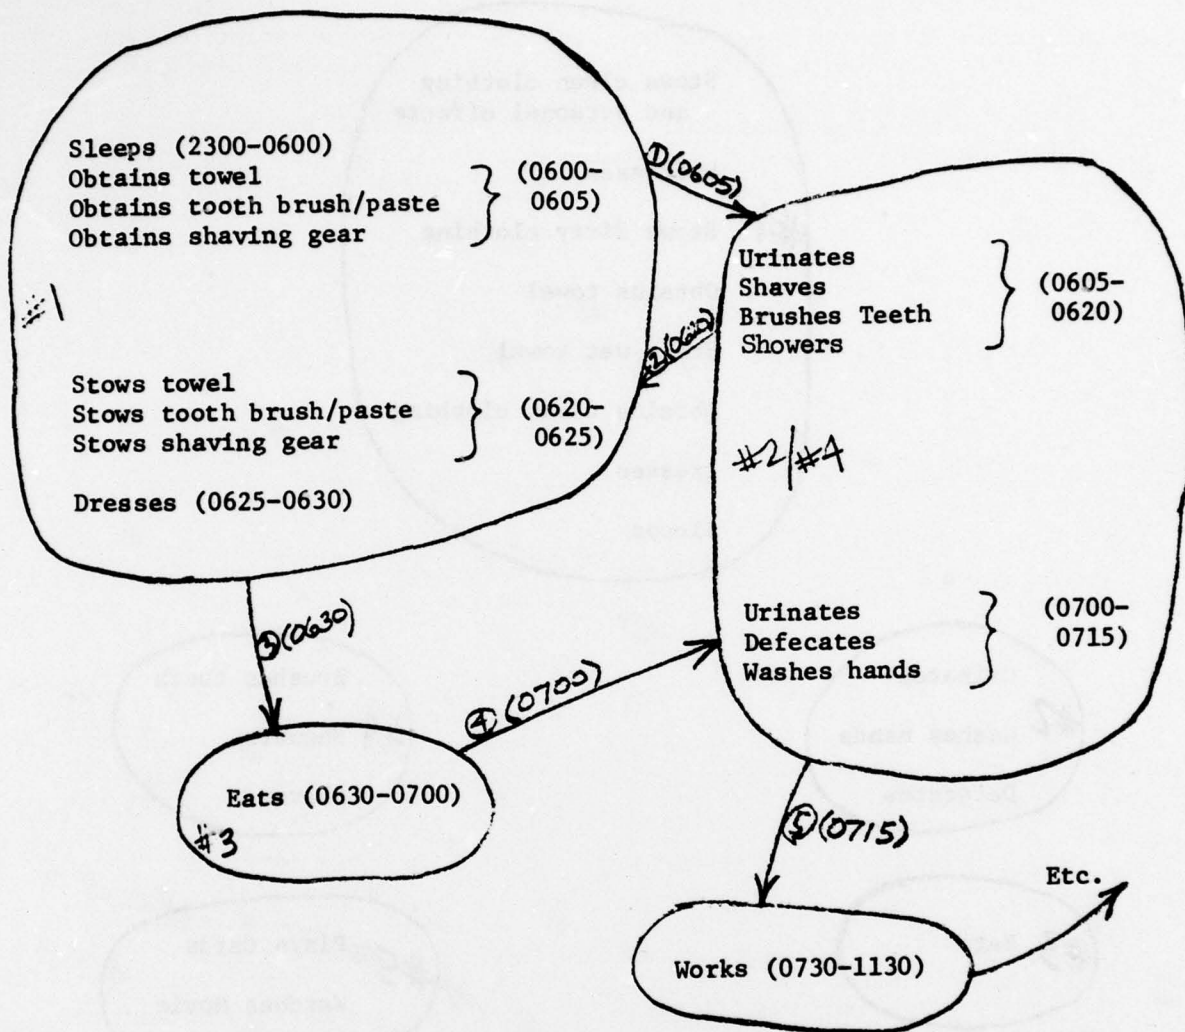 Sleeps (2300-0600)
Obtains towel
Obtains tooth brush/paste
Obtains shaving gear
(0600-
0605)
#1
Stows towel
Stows tooth brush/paste
Stows shaving gear
(0620-
0625)
Dresses (0625-0630)
① (0605)
② (0620)
Urinates
Shaves
Brushes Teeth
Showers
(0605-
0620)
#2/#4
Urinates
Defecates
Washes hands
(0700-
0715)
③ (0630)
④ (0700)
Eats (0630-0700)
#3
⑤ (0715)
Etc.
Works (0730-1130)